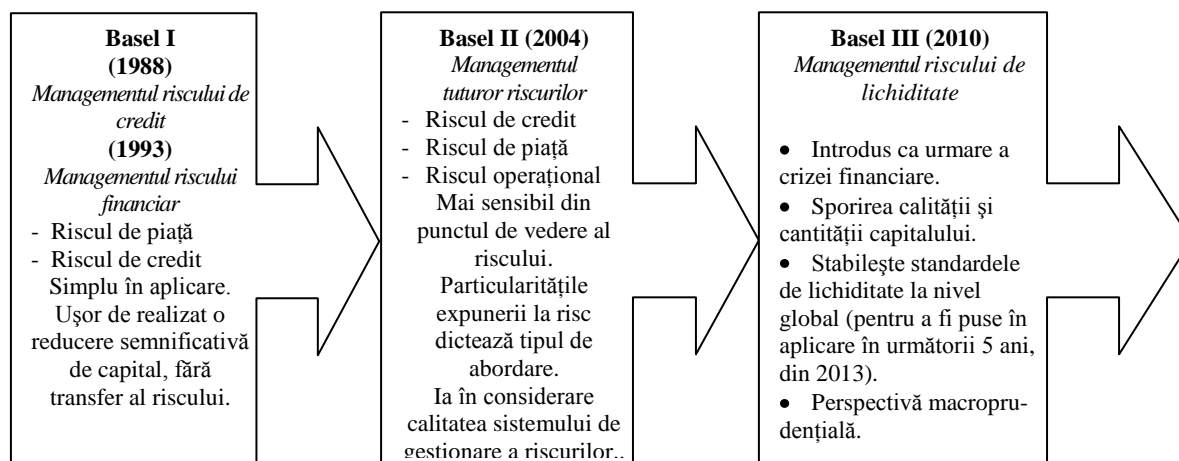 Basel I
(1988)
Managementul riscului de
credit
(1993)
Managementul riscului
financiar
- Riscul de piață
- Riscul de credit
Simplu în aplicare.
Uşor de realizat o
reducere semnificativă
de capital, fără
transfer al riscului.
Basel II (2004)
Managementul
tuturor riscurilor
- Riscul de credit
- Riscul de piață
- Riscul operațional
Mai sensibil din
punctul de vedere al
riscului.
Particularitățile
expunerii la risc
dictează tipul de
abordare.
Ia în considerare
calitatea sistemului de
gestionare a riscurilor..
Basel III (2010)
Managementul riscului de
lichiditate
• Introdus ca urmare a
crizei financiare.
• Sporirea calității şi
cantității capitalului.
• Stabileşte standardele
de lichiditate la nivel
global (pentru a fi puse în
aplicare în următorii 5 ani,
din 2013).
• Perspectivă macropru-
dențială.